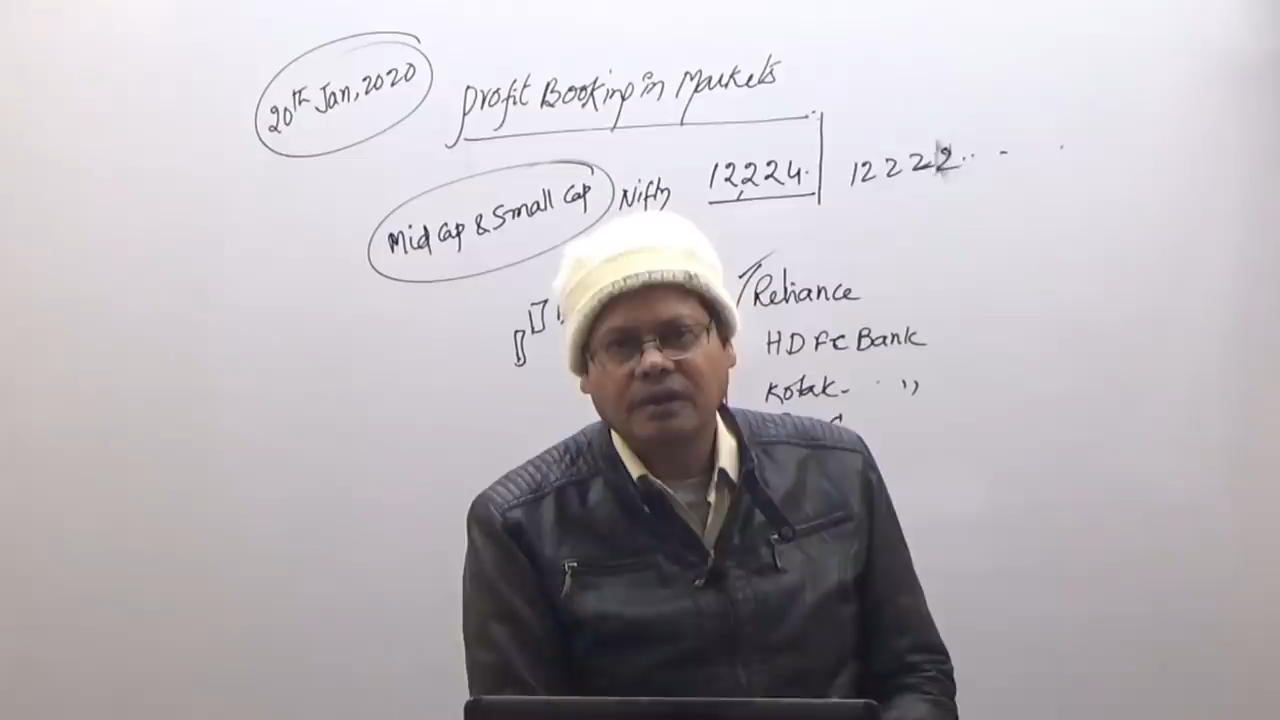 20th Jan, 2020
Profit Booking in Markets
Mid Cap & Small Cap
Nifty 12224. 12222..
Reliance
HDFC Bank
Kotak - "